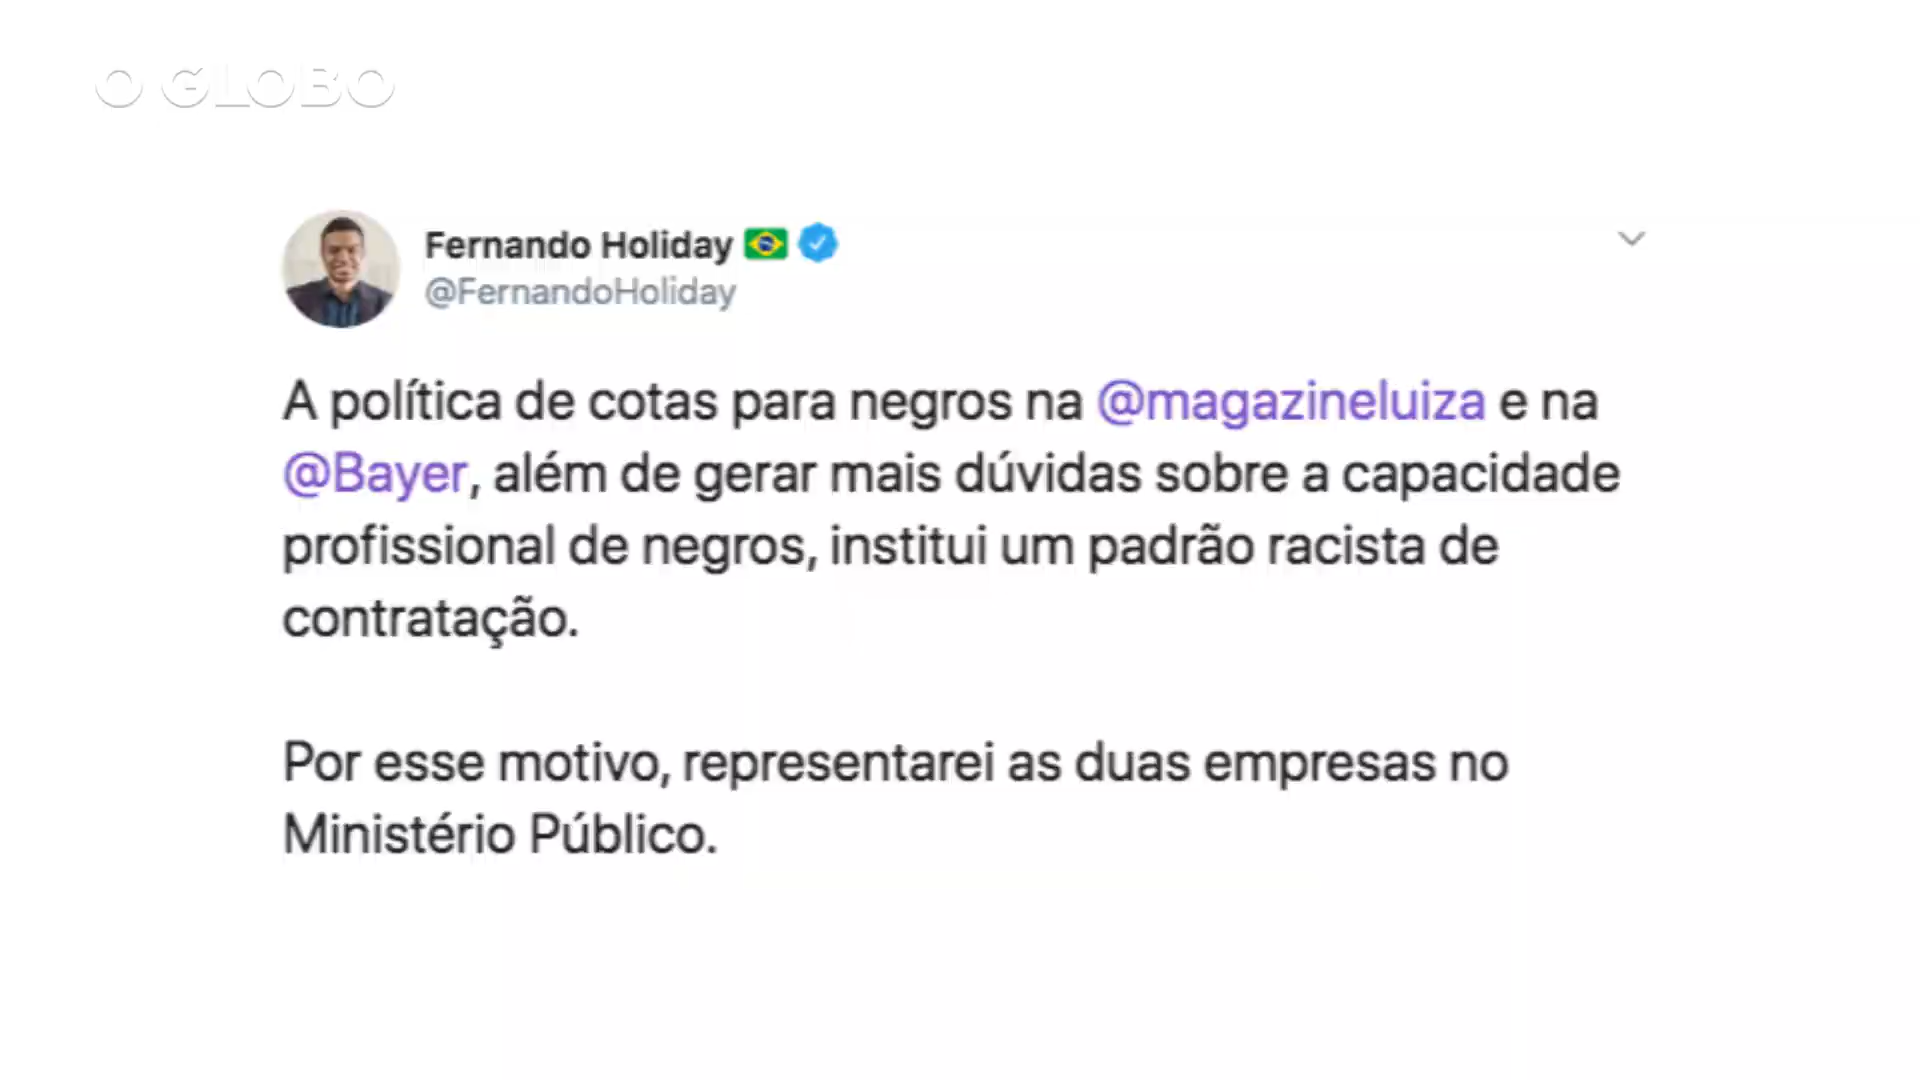 O GLOBO
Fernando Holiday
@FernandoHoliday
A política de cotas para negros na @magazineluiza e na
@Bayer, além de gerar mais dúvidas sobre a capacidade
profissional de negros, institui um padrão racista de
contratação.
Por esse motivo, representarei as duas empresas no
Ministério Público.